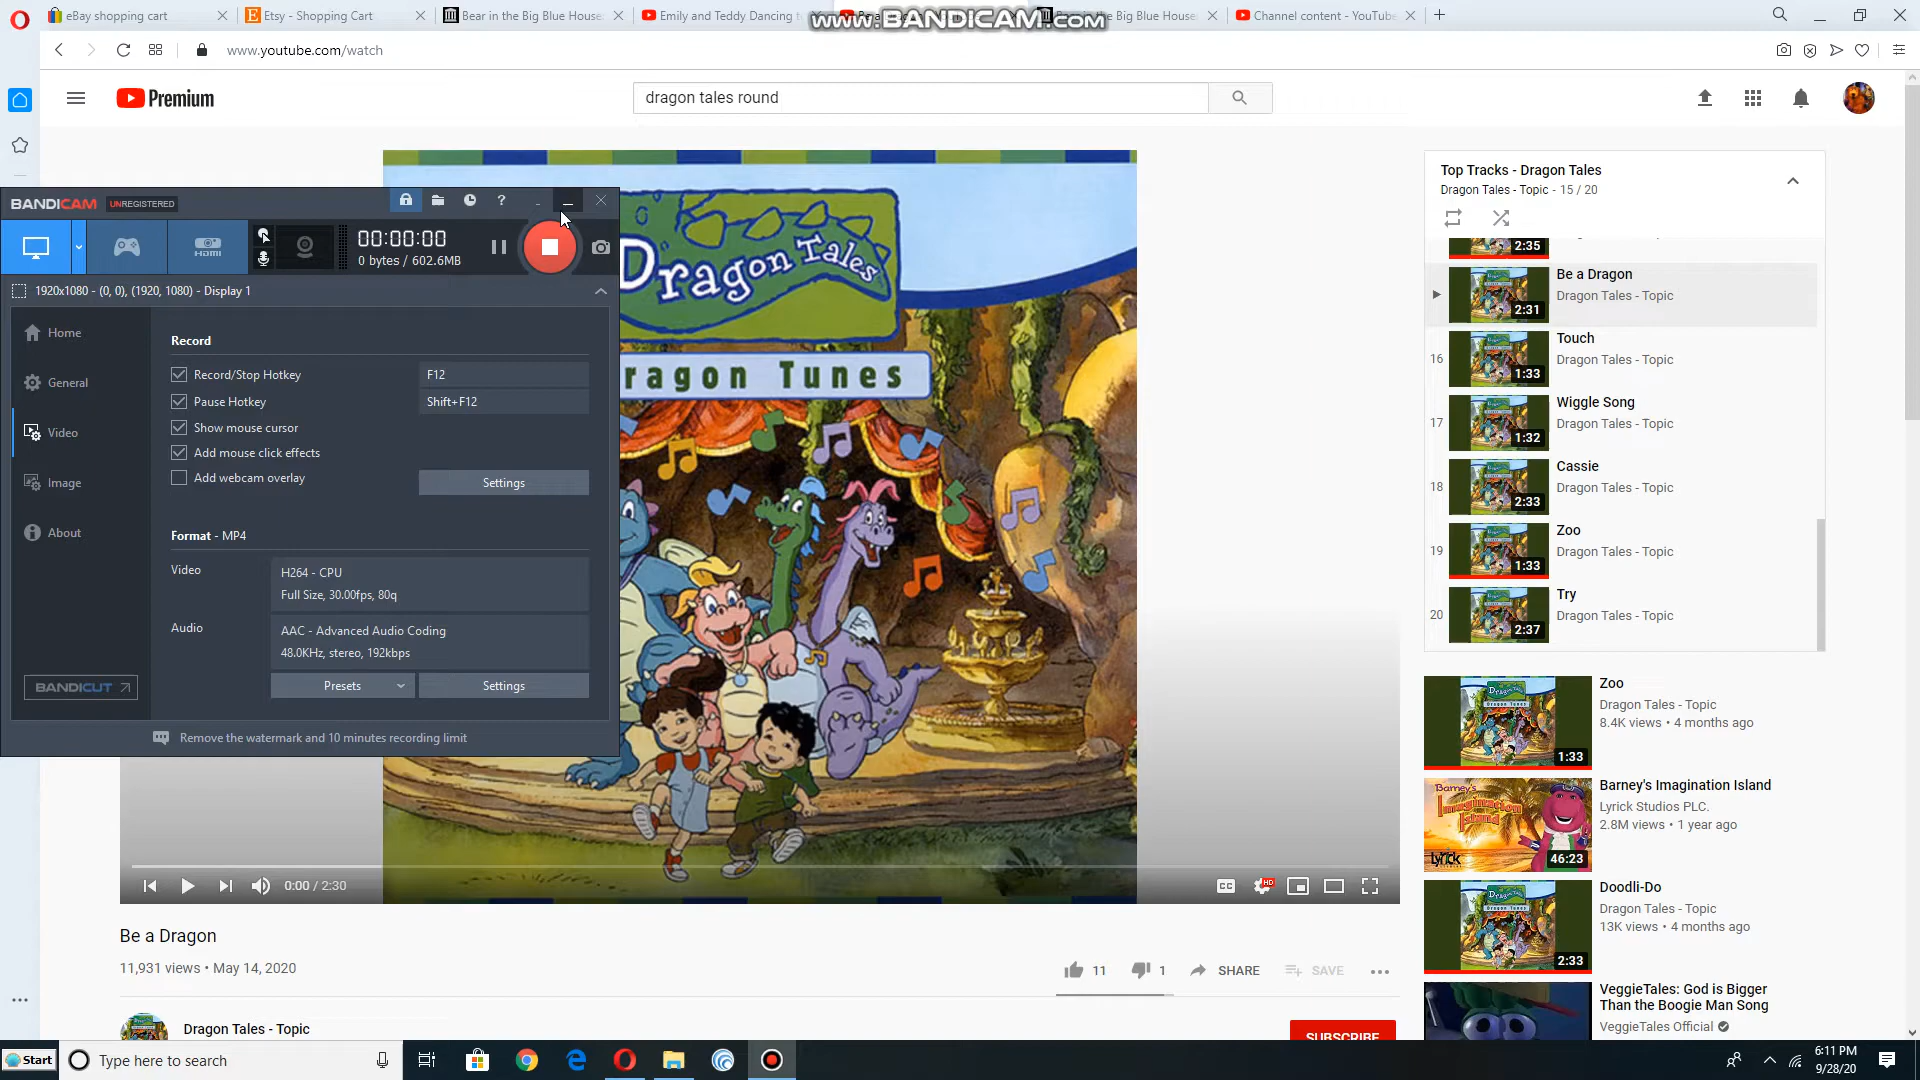 eBay shopping cart
Etsy - Shopping Cart
Bear in the Big Blue House
Emily and Teddy Dancing to
Channel content - YouTube
www.BANDICAM.com
www.youtube.com/watch
Premium
dragon tales round
BANDICAM UNREGISTERED
00:00:00
0 bytes / 602.6MB
HDMI
1920x1080 - (0, 0), (1920, 1080) - Display 1
Home
General
Video
Image
About
BANDICUT
Record
Record/Stop Hotkey F12
Pause Hotkey Shift+F12
Show mouse cursor
Add mouse click effects
Add webcam overlay
Settings
Format - MP4
Video
H264 - CPU
Full Size, 30.00fps, 80q
Audio
AAC - Advanced Audio Coding
48.0KHz, stereo, 192kbps
Presets
Settings
Remove the watermark and 10 minutes recording limit
Dragon Tales
ragon Tunes
0:00 / 2:30
CC
HD
Be a Dragon
11,931 views • May 14, 2020
11
1
SHARE
SAVE
Dragon Tales - Topic
SUBSCRIBE
Top Tracks - Dragon Tales
Dragon Tales - Topic - 15 / 20
2:35
Be a Dragon
Dragon Tales - Topic
2:31
16
Touch
Dragon Tales - Topic
1:33
17
Wiggle Song
Dragon Tales - Topic
1:32
18
Cassie
Dragon Tales - Topic
2:33
19
Zoo
Dragon Tales - Topic
1:33
20
Try
Dragon Tales - Topic
2:37
Zoo
Dragon Tales - Topic
8.4K views • 4 months ago
1:33
Barney's Imagination Island
Lyrick Studios PLC.
2.8M views • 1 year ago
Barney's
Imagination
Island
Lyrick
46:23
Doodli-Do
Dragon Tales - Topic
13K views • 4 months ago
2:33
VeggieTales: God is Bigger
Than the Boogie Man Song
VeggieTales Official
Start
Type here to search
6:11 PM
9/28/20